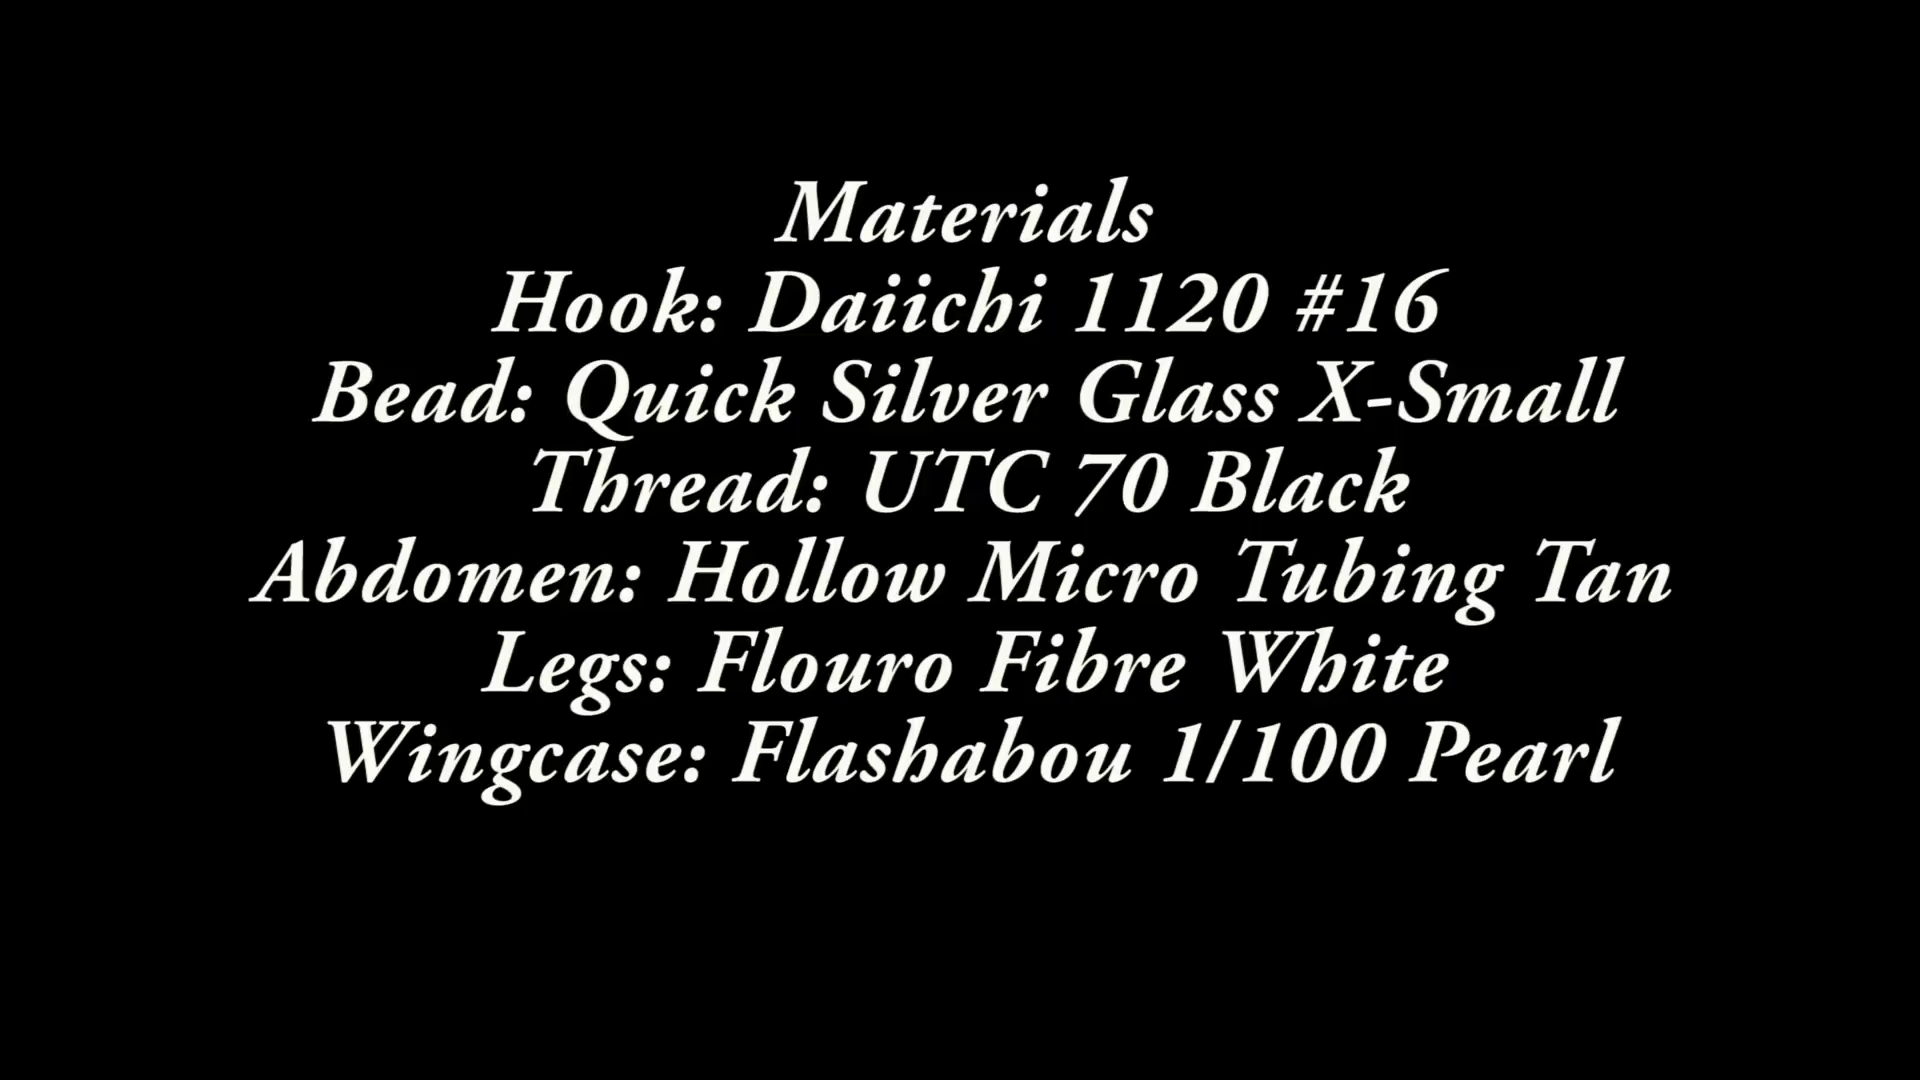 Materials
Hook: Daiichi 1120 #16
Bead: Quick Silver Glass X-Small
Thread: UTC 70 Black
Abdomen: Hollow Micro Tubing Tan
Legs: Flouro Fibre White
Wingcase: Flashabou 1/100 Pearl